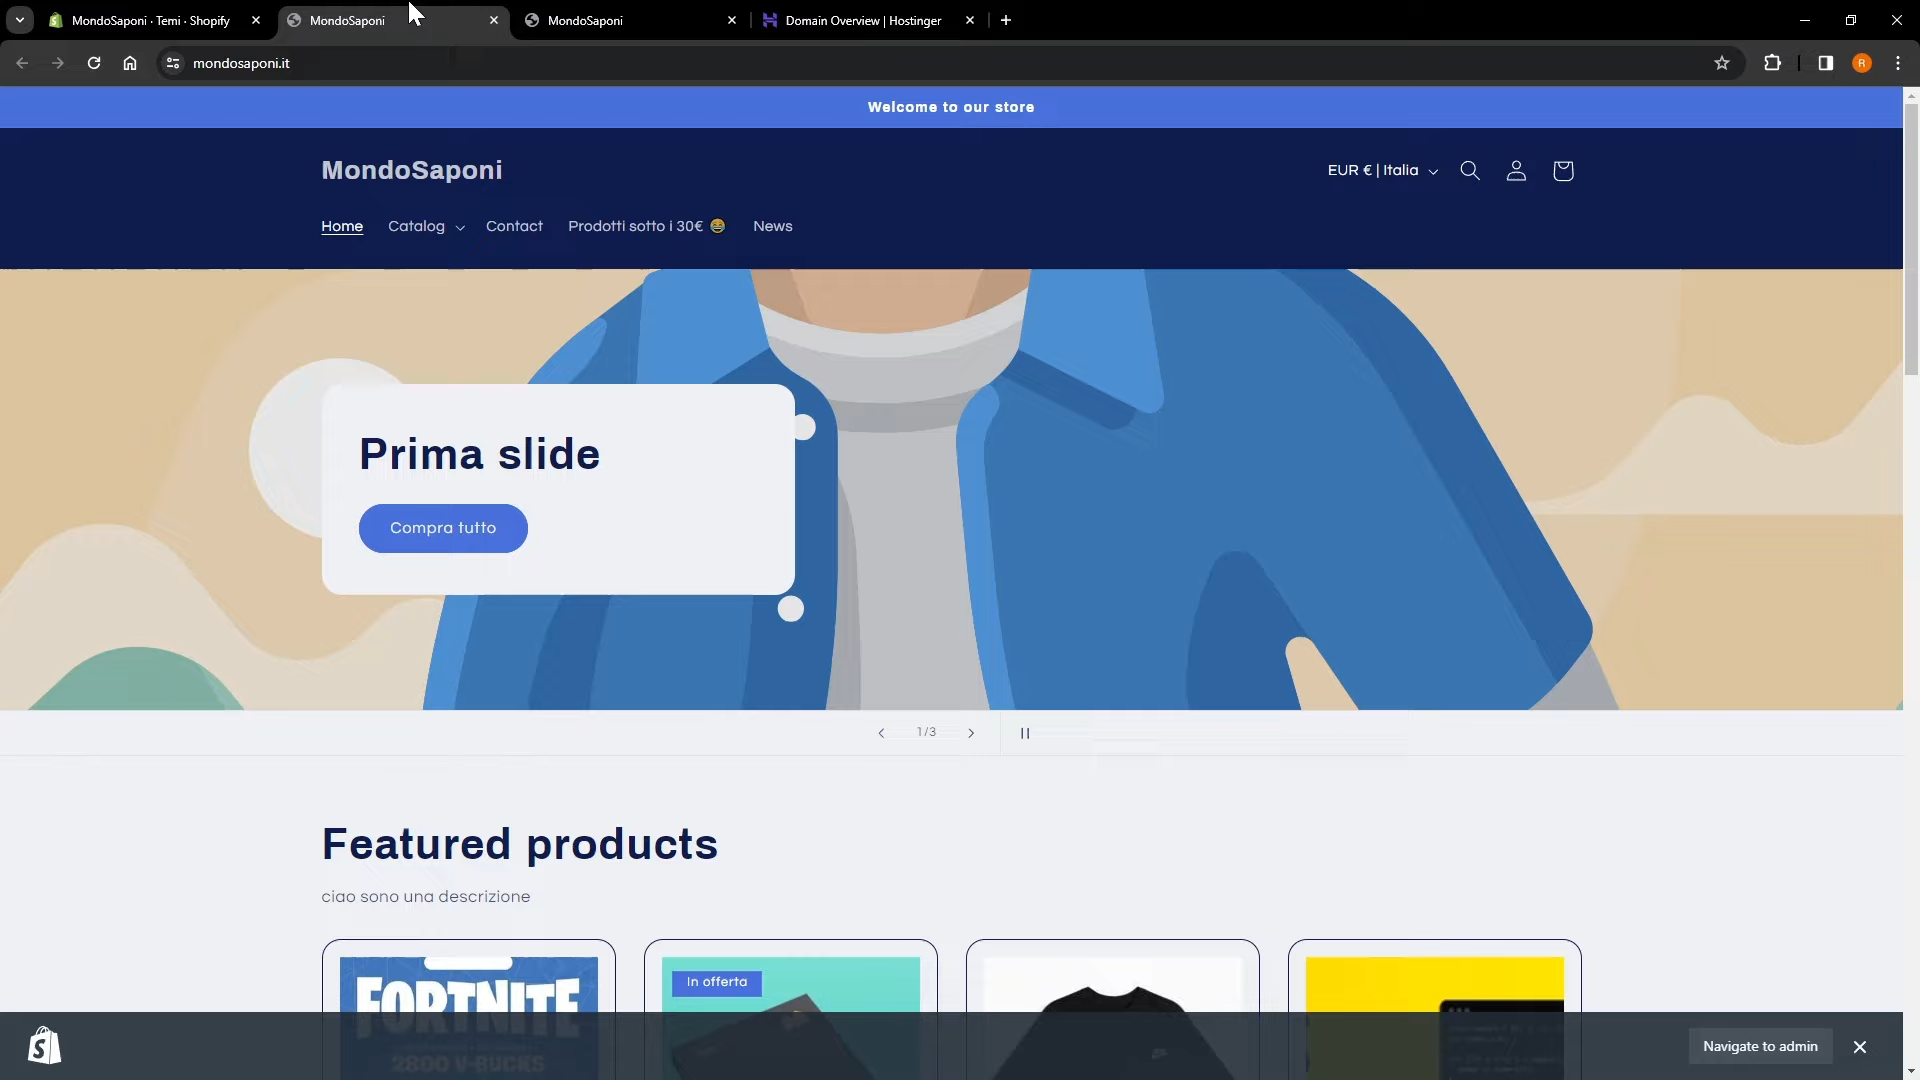 MondoSaponi · Temi · Shopify
MondoSaponi
MondoSaponi
Domain Overview | Hostinger
mondosaponi.it
R
Welcome to our store
MondoSaponi
EUR € | Italia
Home
Catalog
Contact
Prodotti sotto i 30€ 😂
News
Prima slide
Compra tutto
1/3
Featured products
ciao sono una descrizione
FORTNITE
2800 V-BUCKS
In offerta
Navigate to admin